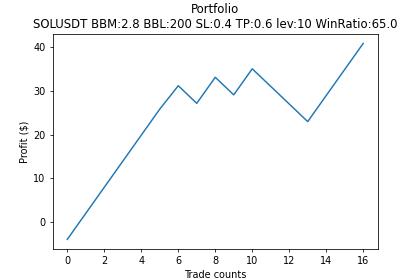 Portfolio
SOLUSDT BBM:2.8 BBL:200 SL:0.4 TP:0.6 lev:10 WinRatio:65.0
40
30
20
10
0
Profit ($)
0 2 4 6 8 10 12 14 16
Trade counts